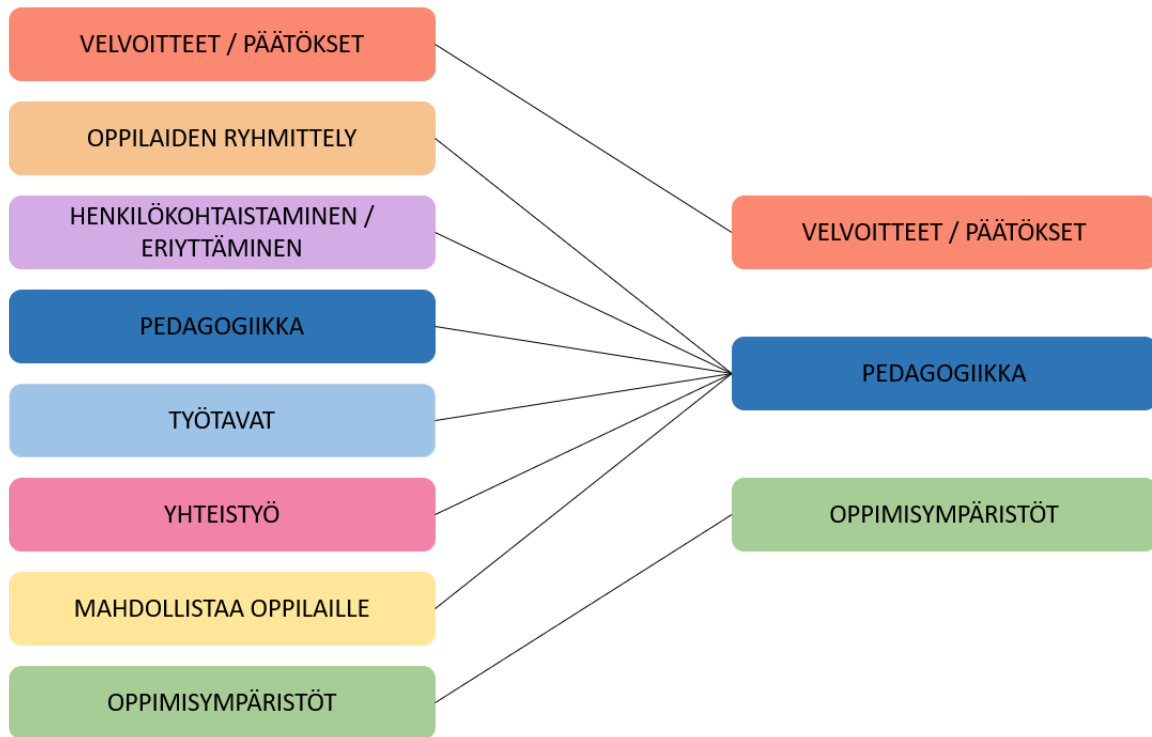 VELVOITTEET / PÄÄTÖKSET
OPPILAIDEN RYHMITTELY
HENKILÖKOHTAISTAMINEN /
ERIYTTÄMINEN
PEDAGOGIIKKA
TYÖTAVAT
YHTEISTYÖ
MAHDOLLISTAA OPPILAILLE
OPPIMISYMPÄRISTÖT
VELVOITTEET / PÄÄTÖKSET
PEDAGOGIIKKA
OPPIMISYMPÄRISTÖT